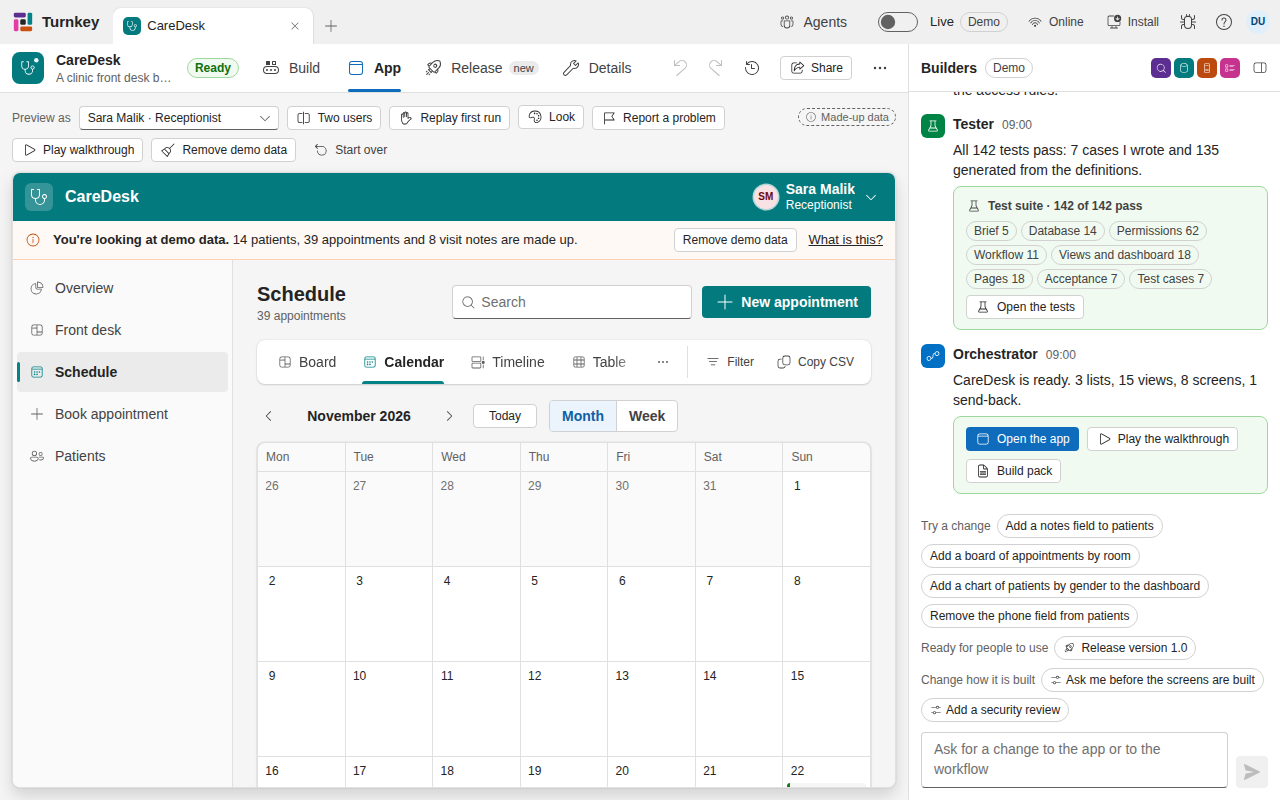 Turnkey
CareDesk
Agents
Live
Demo
Online
Install
DU
CareDesk
A clinic front desk b…
Ready
Build
App
Release new
Details
Share
Preview as
Sara Malik · Receptionist
Two users
Replay first run
Look
Report a problem
Made-up data
Play walkthrough
Remove demo data
Start over
CareDesk
SM
Sara Malik
Receptionist
You're looking at demo data. 14 patients, 39 appointments and 8 visit notes are made up.
Remove demo data
What is this?
Overview
Front desk
Schedule
Book appointment
Patients
Schedule
39 appointments
Search
New appointment
Board
Calendar
Timeline
Table
Filter
Copy CSV
November 2026
Today
Month
Week
Mon Tue Wed Thu Fri Sat Sun
26 27 28 29 30 31 1
2 3 4 5 6 7 8
9 10 11 12 13 14 15
16 17 18 19 20 21 22
Builders
Demo
the access rules.
Tester 09:00
All 142 tests pass: 7 cases I wrote and 135
generated from the definitions.
Test suite · 142 of 142 pass
Brief 5
Database 14
Permissions 62
Workflow 11
Views and dashboard 18
Pages 18
Acceptance 7
Test cases 7
Open the tests
Orchestrator 09:00
CareDesk is ready. 3 lists, 15 views, 8 screens, 1
send-back.
Open the app
Play the walkthrough
Build pack
Try a change
Add a notes field to patients
Add a board of appointments by room
Add a chart of patients by gender to the dashboard
Remove the phone field from patients
Ready for people to use
Release version 1.0
Change how it is built
Ask me before the screens are built
Add a security review
Ask for a change to the app or to the
workflow